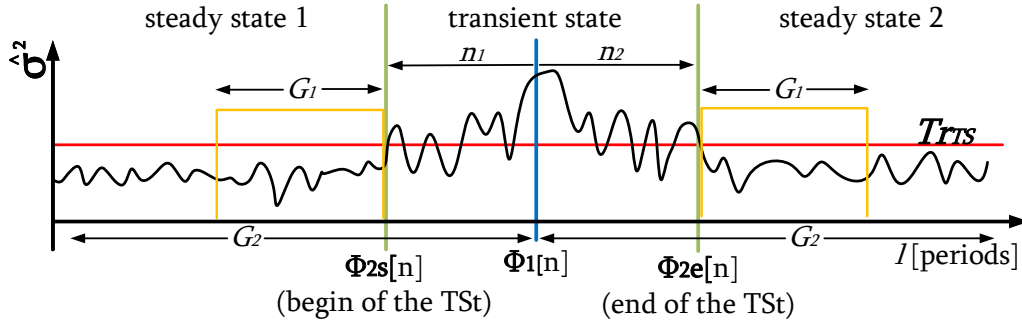 steady state 1 transient state steady state 2
σ̂² n₁ n₂
G₁ G₁
Tr_TS
G₂ G₂
l [periods]
Φ2s[n] Φ1[n] Φ2e[n]
(begin of the TSt) (end of the TSt)